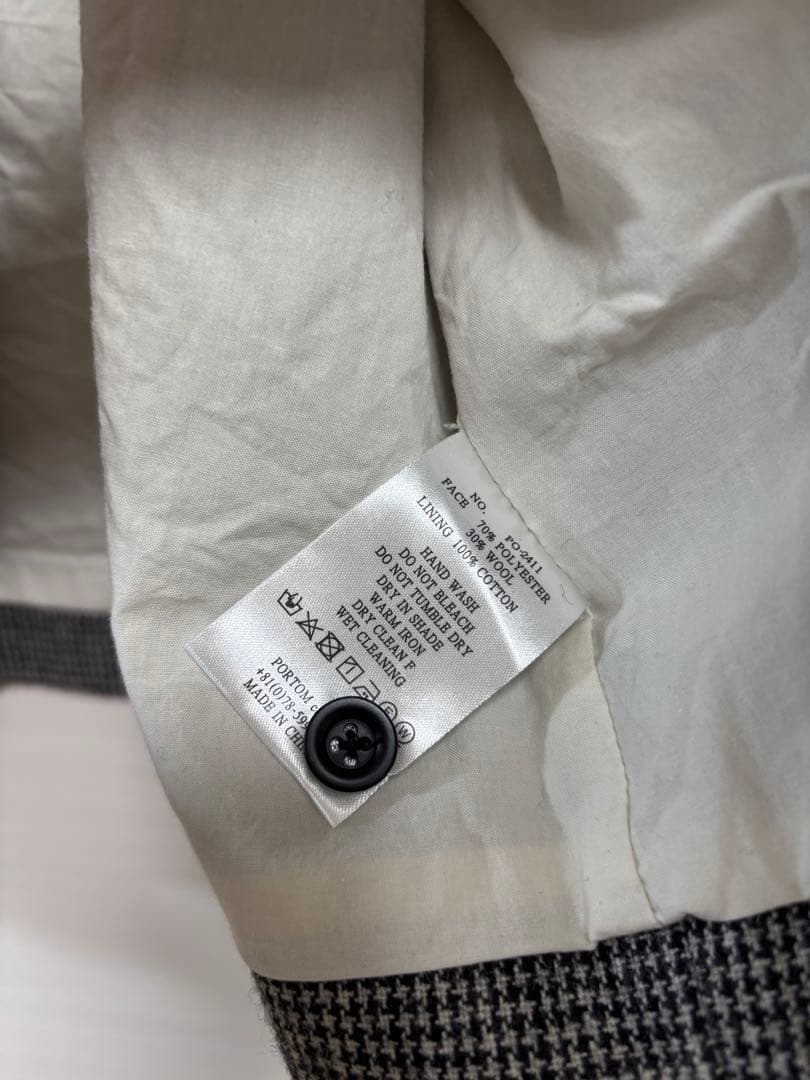 NO. PO-2411
FACE 70% POLYESTER
30% WOOL
LINING 100% COTTON
HAND WASH
DO NOT BLEACH
DO NOT TUMBLE DRY
DRY IN SHADE
WARM IRON
DRY CLEAN F
WET CLEANING
W
PORTOM
+81(0)78-59
MADE IN CHI